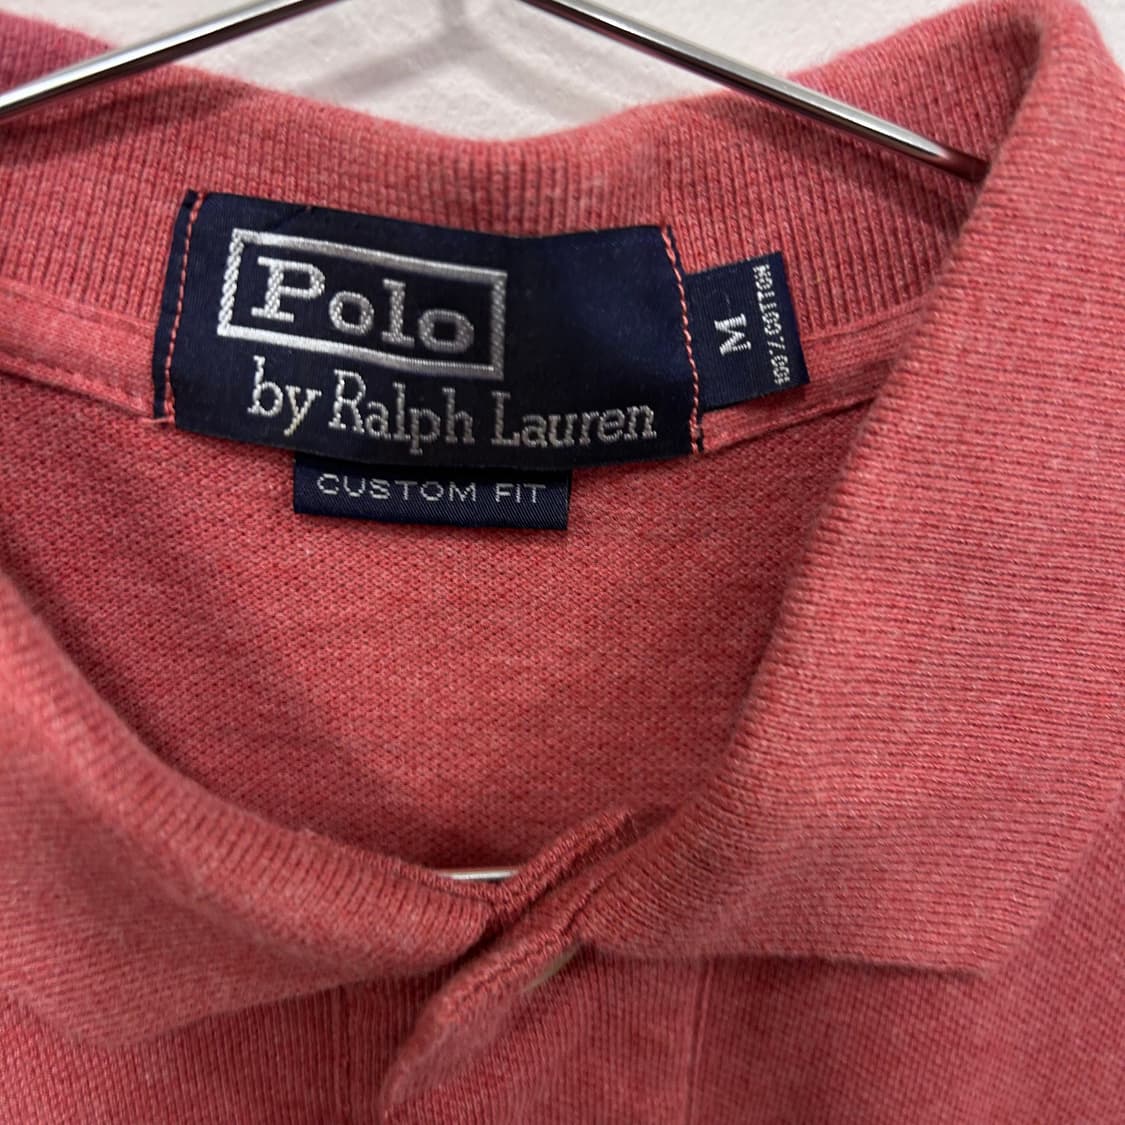 Polo
by Ralph Lauren
CUSTOM FIT
M
100% COTTON